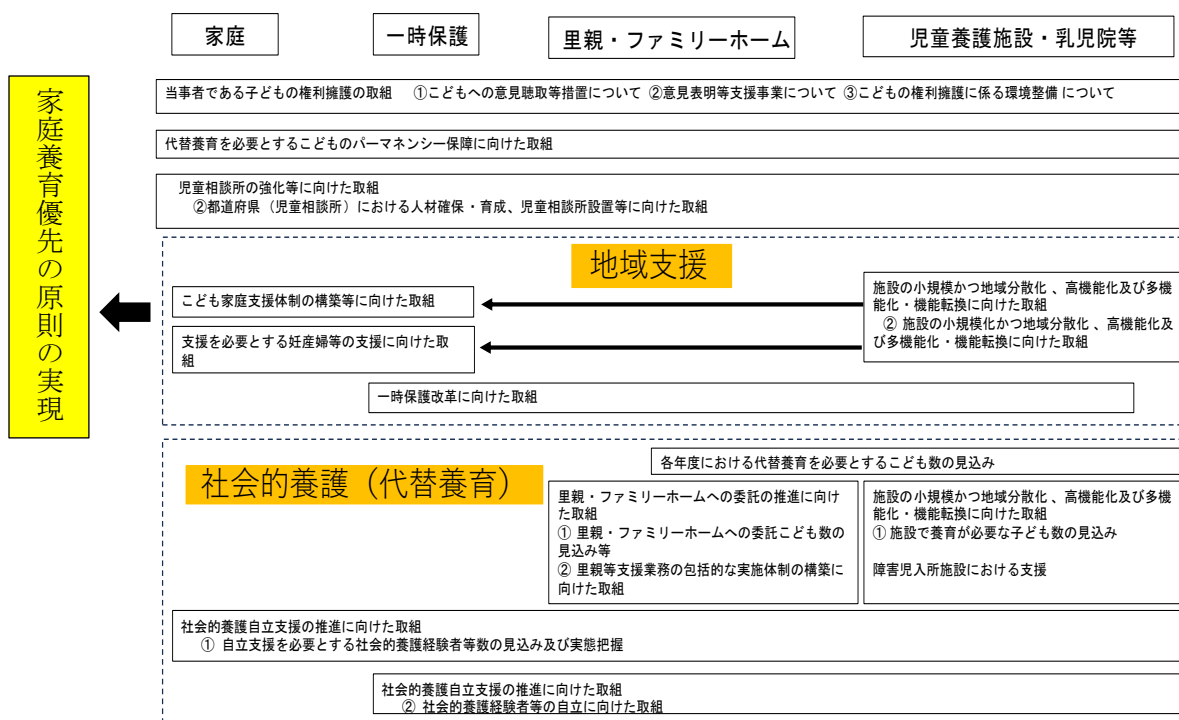 家庭
一時保護
里親・ファミリーホーム
児童養護施設・乳児院等
家庭養育優先の原則の実現
当事者である子どもの権利擁護の取組　①こどもへの意見聴取等措置について ②意見表明等支援事業について ③こどもの権利擁護に係る環境整備 について
代替養育を必要とするこどものパーマネンシー保障に向けた取組
児童相談所の強化等に向けた取組
②都道府県（児童相談所）における人材確保・育成、児童相談所設置等に向けた取組
地域支援
こども家庭支援体制の構築等に向けた取組
支援を必要とする妊産婦等の支援に向けた取
組
施設の小規模かつ地域分散化 、高機能化及び多機
能化・機能転換に向けた取組
② 施設の小規模化かつ地域分散化 、高機能化及
び多機能化・機能転換に向けた取組
一時保護改革に向けた取組
社会的養護（代替養育）
各年度における代替養育を必要とするこども数の見込み
里親・ファミリーホームへの委託の推進に向け
た取組
① 里親・ファミリーホームへの委託こども数の
見込み等
② 里親等支援業務の包括的な実施体制の構築に
向けた取組
施設の小規模かつ地域分散化 、高機能化及び多機
能化・機能転換に向けた取組
① 施設で養育が必要な子ども数の見込み
障害児入所施設における支援
社会的養護自立支援の推進に向けた取組
① 自立支援を必要とする社会的養護経験者等数の見込み及び実態把握
社会的養護自立支援の推進に向けた取組
② 社会的養護経験者等の自立に向けた取組